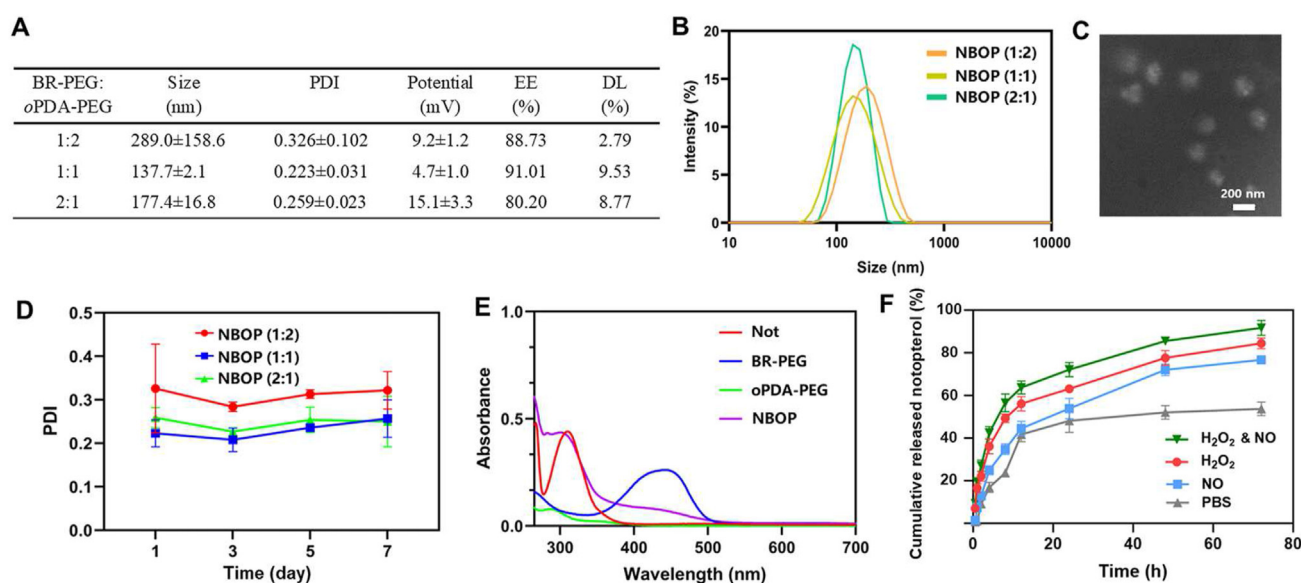 A
BR-PEG: Size PDI Potential EE DL
oPDA-PEG (nm) (mV) (%) (%)
1:2 289.0±158.6 0.326±0.102 9.2±1.2 88.73 2.79
1:1 137.7±2.1 0.223±0.031 4.7±1.0 91.01 9.53
2:1 177.4±16.8 0.259±0.023 15.1±3.3 80.20 8.77
B
Intensity (%)
20
15
10
5
0
NBOP (1:2)
NBOP (1:1)
NBOP (2:1)
10 100 1000 10000
Size (nm)
C
200 nm
D
PDI
0.5
0.4
0.3
0.2
0.1
0.0
NBOP (1:2)
NBOP (1:1)
NBOP (2:1)
1 3 5 7
Time (day)
E
Absorbance
1.0
0.5
0.0
Not
BR-PEG
oPDA-PEG
NBOP
300 400 500 600 700
Wavelength (nm)
F
Cumulative released notopterol (%)
100
80
60
40
20
H₂O₂ & NO
H₂O₂
NO
PBS
0 20 40 60 80
Time (h)